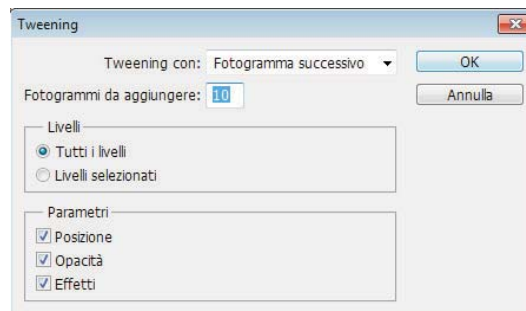 Tweening
Tweening con: Fotogramma successivo
OK
Fotogrammi da aggiungere: 10
Annulla
Livelli
Tutti i livelli
Livelli selezionati
Parametri
Posizione
Opacità
Effetti